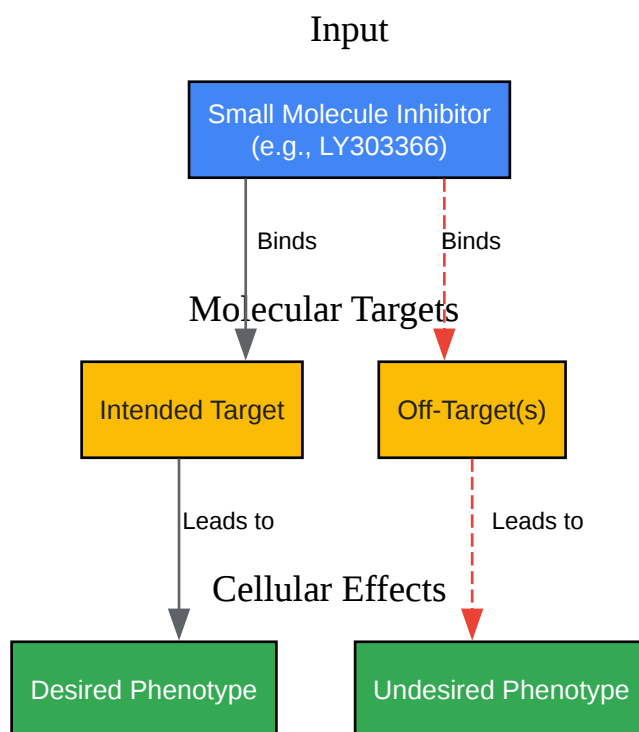 Input
Small Molecule Inhibitor
(e.g., LY303366)
Binds
Binds
Molecular Targets
Intended Target
Off-Target(s)
Leads to
Leads to
Cellular Effects
Desired Phenotype
Undesired Phenotype